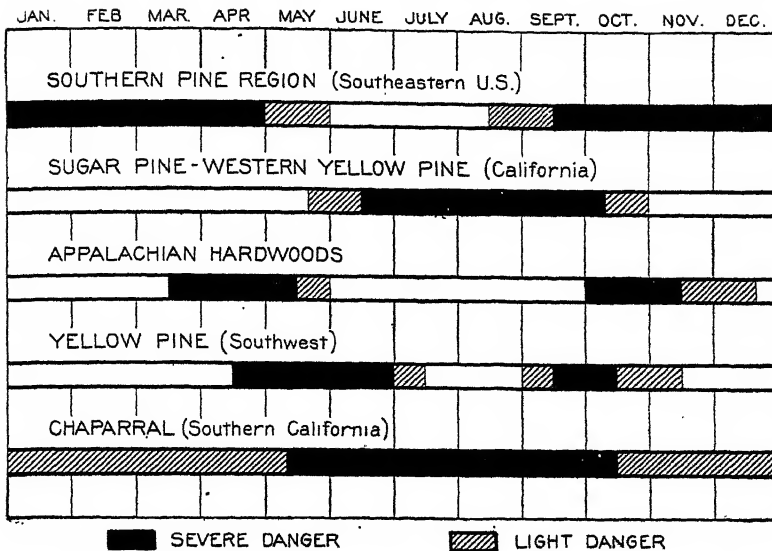 JAN. FEB MAR. APR MAY JUNE JULY AUG. SEPT. OCT. NOV. DEC.
SOUTHERN PINE REGION (Southeastern U.S.)
SUGAR PINE-WESTERN YELLOW PINE (California)
APPALACHIAN HARDWOODS
YELLOW PINE (Southwest)
CHAPARRAL (Southern California)
SEVERE DANGER LIGHT DANGER